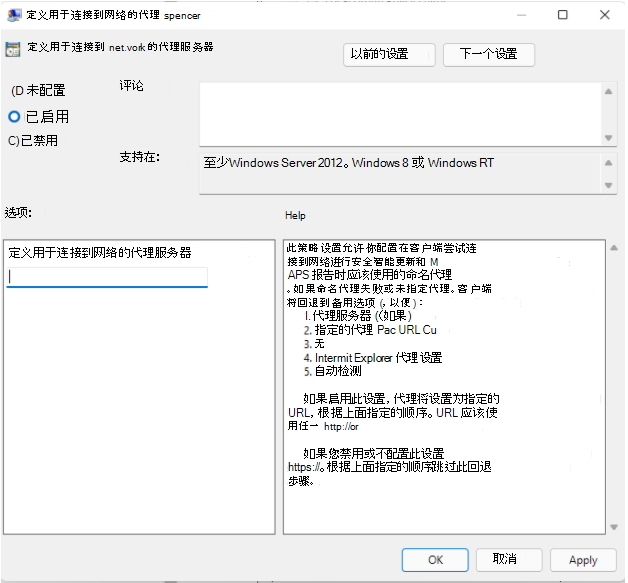 定义用于连接到网络的代理 spencer
定义用于连接到 net.vork 的代理服务器
以前的设置
下一个设置
(D 未配置
评论
已启用
C)已禁用
支持在:
至少Windows Server 2012。Windows 8 或 Windows RT
选项:
Help
定义用于连接到网络的代理服务器
此策略设置允许你配置在客户端尝试连
接到网络进行安全智能更新和 M
APS 报告时应该使用的命名代理
。如果命名代理失败或未指定代理。客户端
将回退到备用选项 (，以便)：
I. 代理服务器 ((如果)
2. 指定的代理 Pac URL Cu
3. 无
4. Intermit Explorer 代理设置
5. 自动检测
如果启用此设置，代理将设置为指定的
URL，根据上面指定的顺序。URL 应该使
用任一 http://or
如果您禁用或不配置此设置
https://。根据上面指定的顺序跳过此回退
步骤。
OK
取消
Apply